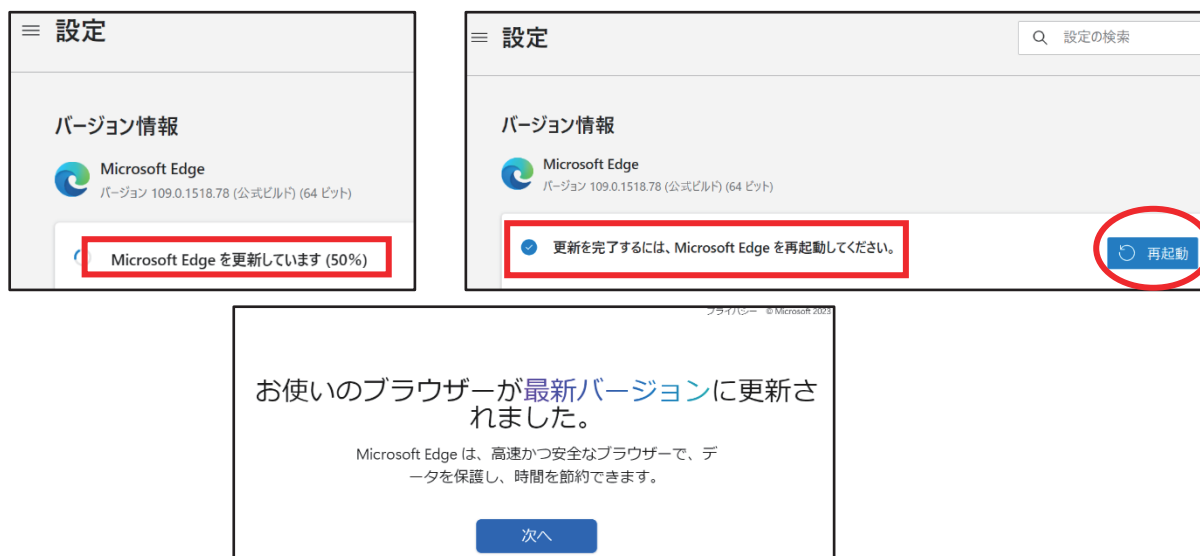 設定
バージョン情報
Microsoft Edge
バージョン 109.0.1518.78 (公式ビルド) (64 ビット)
Microsoft Edge を更新しています (50%)
設定
設定の検索
バージョン情報
Microsoft Edge
バージョン 109.0.1518.78 (公式ビルド) (64 ビット)
更新を完了するには、Microsoft Edge を再起動してください。
再起動
プライバシー © Microsoft 2023
お使いのブラウザーが最新バージョンに更新さ
れました。
Microsoft Edge は、高速かつ安全なブラウザーで、デ
ータを保護し、時間を節約できます。
次へ